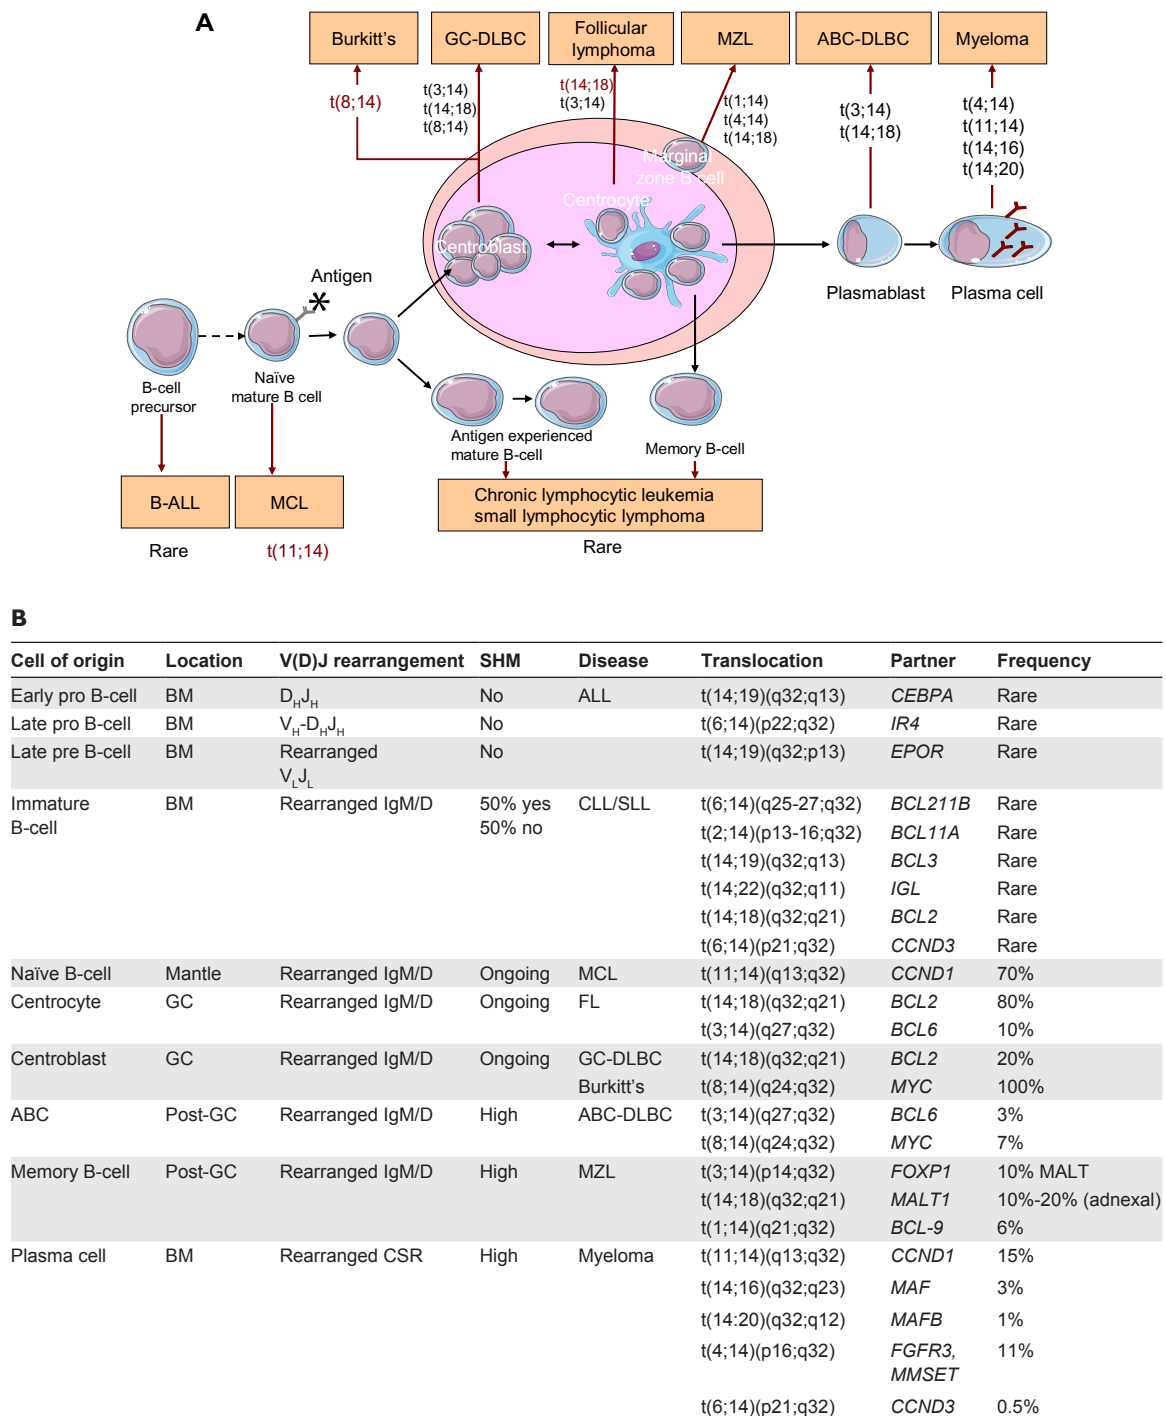 A
Burkitt's
GC-DLBC
Follicular
lymphoma
MZL
ABC-DLBC
Myeloma
t(8;14)
t(3;14)
t(14;18)
t(8;14)
t(14;18)
t(3;14)
t(1;14)
t(4;14)
t(14;18)
t(3;14)
t(14;18)
t(4;14)
t(11;14)
t(14;16)
t(14;20)
Marginal
zone B cell
Centrocyte
Centroblast
Antigen
Plasmablast
Plasma cell
B-cell
precursor
Naïve
mature B cell
Antigen experienced
mature B-cell
Memory B-cell
B-ALL
MCL
Chronic lymphocytic leukemia
small lymphocytic lymphoma
Rare
t(11;14)
Rare
B
Cell of origin Location V(D)J rearrangement SHM Disease Translocation Partner Frequency
Early pro B-cell BM DHJH No ALL t(14;19)(q32;q13) CEBPA Rare
Late pro B-cell BM VH-DHJH No t(6;14)(p22;q32) IR4 Rare
Late pre B-cell BM Rearranged No t(14;19)(q32;p13) EPOR Rare
VLJL
Immature BM Rearranged IgM/D 50% yes CLL/SLL t(6;14)(q25-27;q32) BCL211B Rare
B-cell 50% no t(2;14)(p13-16;q32) BCL11A Rare
t(14;19)(q32;q13) BCL3 Rare
t(14;22)(q32;q11) IGL Rare
t(14;18)(q32;q21) BCL2 Rare
t(6;14)(p21;q32) CCND3 Rare
Naïve B-cell Mantle Rearranged IgM/D Ongoing MCL t(11;14)(q13;q32) CCND1 70%
Centrocyte GC Rearranged IgM/D Ongoing FL t(14;18)(q32;q21) BCL2 80%
t(3;14)(q27;q32) BCL6 10%
Centroblast GC Rearranged IgM/D Ongoing GC-DLBC t(14;18)(q32;q21) BCL2 20%
Burkitt's t(8;14)(q24;q32) MYC 100%
ABC Post-GC Rearranged IgM/D High ABC-DLBC t(3;14)(q27;q32) BCL6 3%
t(8;14)(q24;q32) MYC 7%
Memory B-cell Post-GC Rearranged IgM/D High MZL t(3;14)(p14;q32) FOXP1 10% MALT
t(14;18)(q32;q21) MALT1 10%-20% (adnexal)
t(1;14)(q21;q32) BCL-9 6%
Plasma cell BM Rearranged CSR High Myeloma t(11;14)(q13;q32) CCND1 15%
t(14;16)(q32;q23) MAF 3%
t(14:20)(q32;q12) MAFB 1%
t(4;14)(p16;q32) FGFR3, 11%
MMSET
t(6;14)(p21;q32) CCND3 0.5%